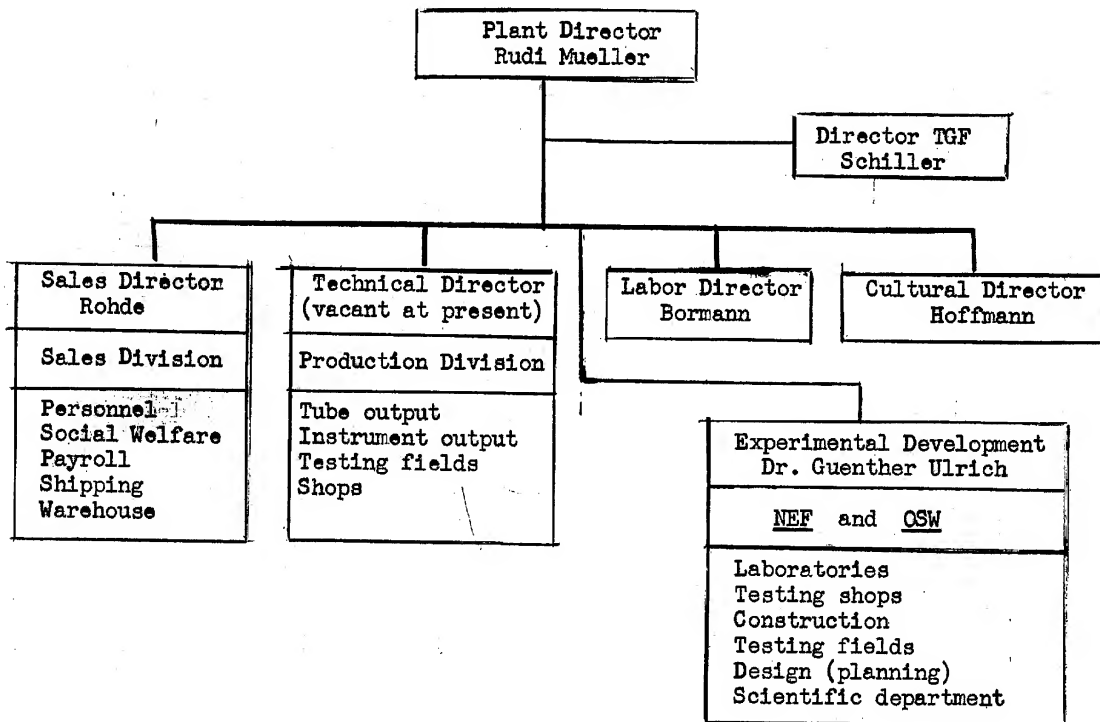 Plant Director
Rudi Mueller
Director TGF
Schiller
Sales Director
Rohde
Sales Division
Personnel
Social Welfare
Payroll
Shipping
Warehouse
Technical Director
(vacant at present)
Production Division
Tube output
Instrument output
Testing fields
Shops
Labor Director
Bormann
Cultural Director
Hoffmann
Experimental Development
Dr. Guenther Ulrich
NEF and OSW
Laboratories
Testing shops
Construction
Testing fields
Design (planning)
Scientific department